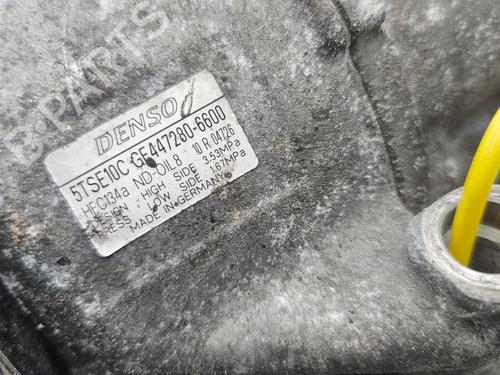 B-PARTS
DENSO
5TSE10C GE447280-6600
HFC134a ND-OIL8 10 R 04726
DESIGN HIGH SIDE 3.53MPa
PRESS LOW SIDE 1.67MPa
MADE IN GERMANY